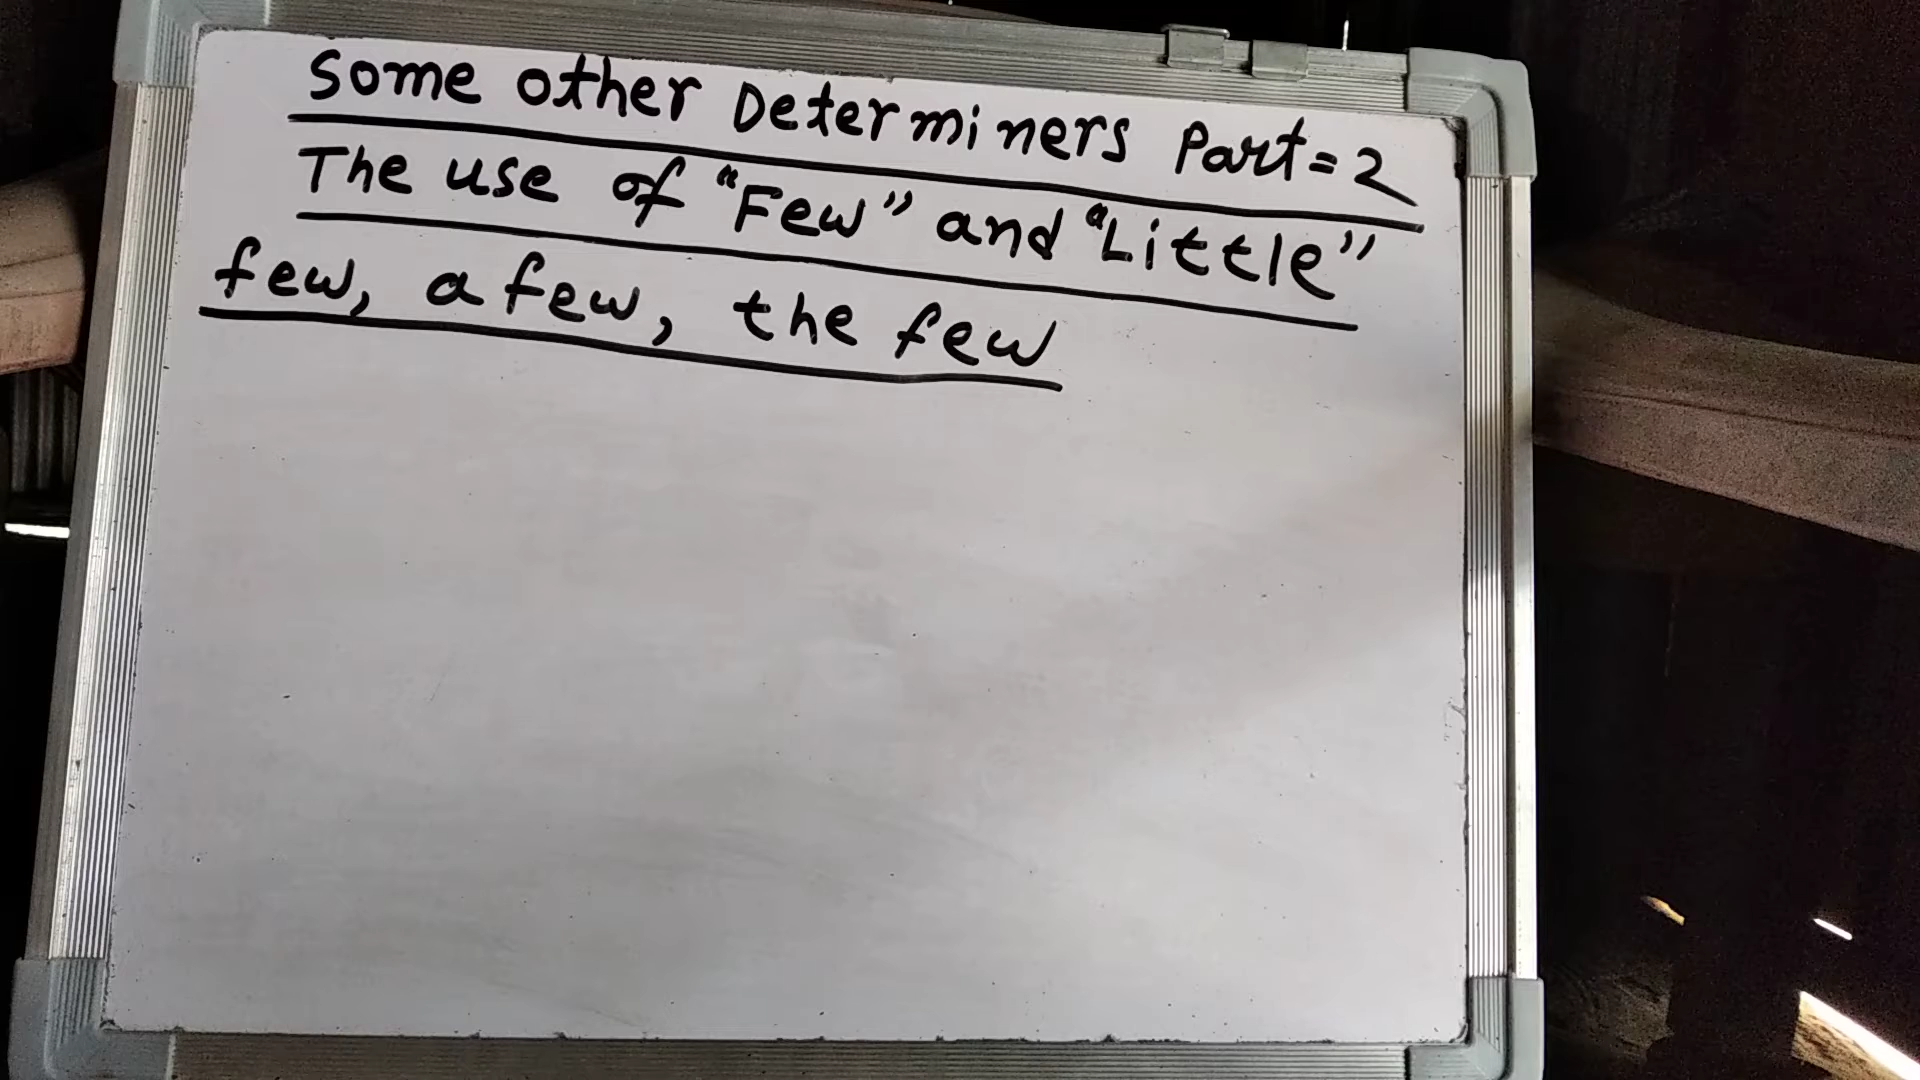 Some other Determiners Part=2
The use of "Few" and "Little"
few, a few, the few